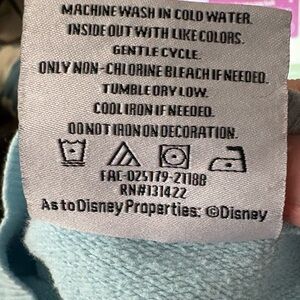 MACHINE WASH IN COLD WATER.
INSIDE OUT WITH LIKE COLORS.
GENTLE CYCLE.
ONLY NON-CHLORINE BLEACH IF NEEDED.
TUMBLE DRY LOW.
COOL IRON IF NEEDED.
DO NOT IRON ON DECORATION.
FAC-025179-21188
RN#131422
As to Disney Properties: ©Disney